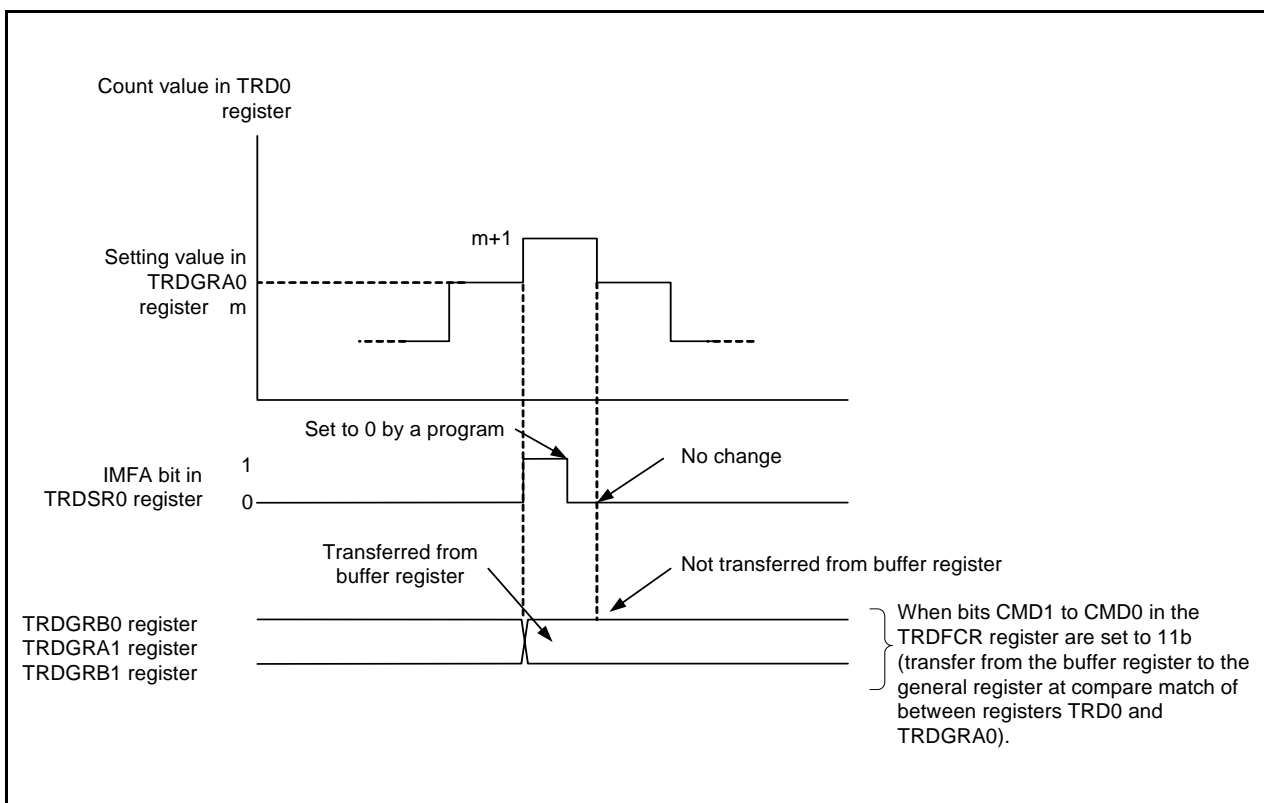 Count value in TRD0
register
m+1
Setting value in
TRDGRA0
register m
Set to 0 by a program
No change
IMFA bit in
TRDSR0 register
1
0
Transferred from
buffer register
Not transferred from buffer register
TRDGRB0 register
TRDGRA1 register
TRDGRB1 register
When bits CMD1 to CMD0 in the
TRDFCR register are set to 11b
(transfer from the buffer register to the
general register at compare match of
between registers TRD0 and
TRDGRA0).